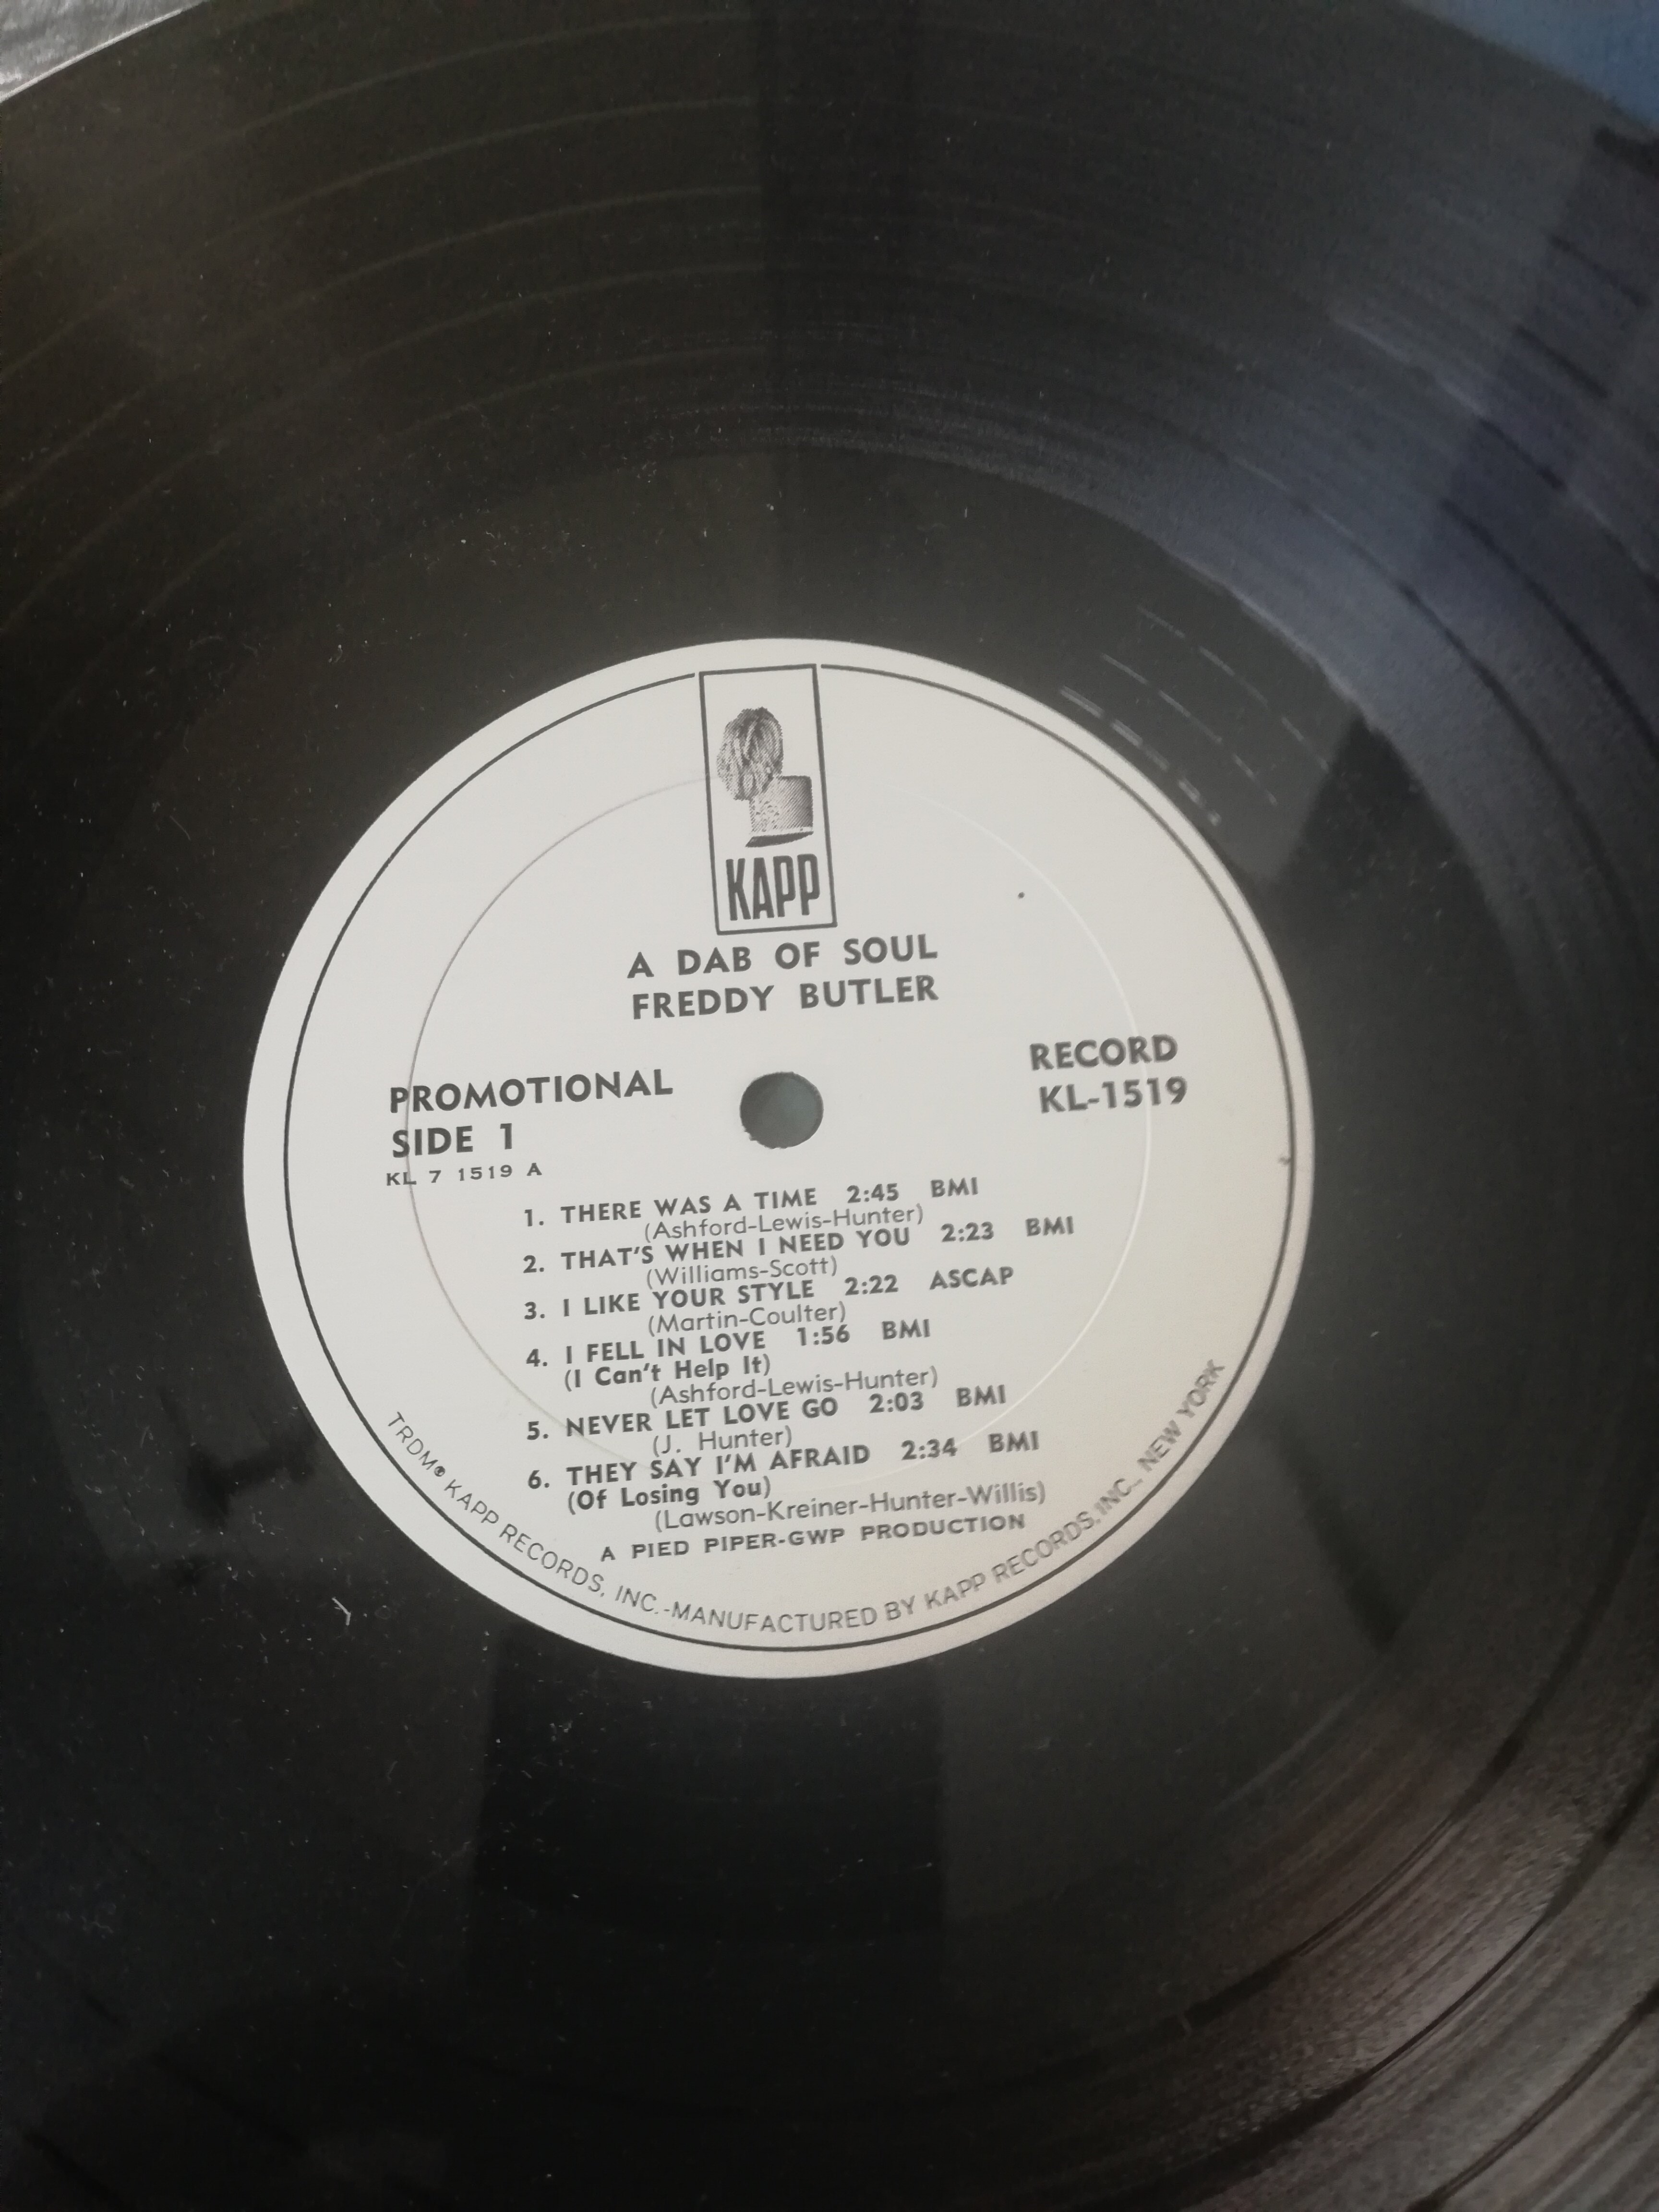 KAPP
A DAB OF SOUL
FREDDY BUTLER
PROMOTIONAL
SIDE 1
KL 7 1519 A
RECORD
KL-1519
1. THERE WAS A TIME 2:45 BMI
(Ashford-Lewis-Hunter)
2. THAT'S WHEN I NEED YOU 2:23 BMI
(Williams-Scott)
3. I LIKE YOUR STYLE 2:22 ASCAP
(Martin-Coulter)
4. I FELL IN LOVE 1:56 BMI
(I Can't Help It)
(Ashford-Lewis-Hunter)
5. NEVER LET LOVE GO 2:03 BMI
(J. Hunter)
6. THEY SAY I'M AFRAID 2:34 BMI
(Of Losing You)
(Lawson-Kreiner-Hunter-Willis)
A PIED PIPER-GWP PRODUCTION
TRDM® KAPP RECORDS, INC.-MANUFACTURED BY KAPP RECORDS, INC., NEW YORK